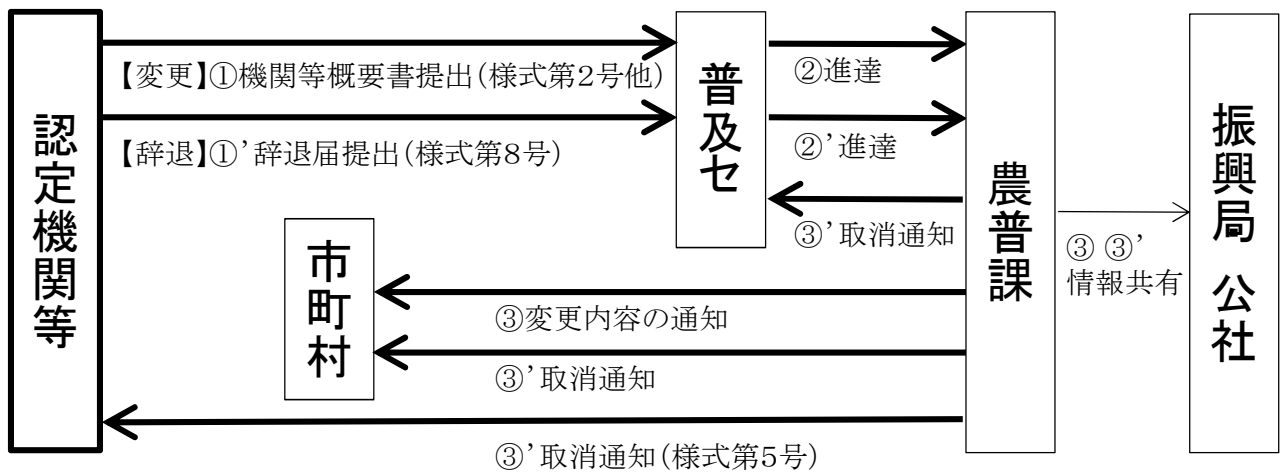 認定機関等
【変更】①機関等概要書提出(様式第2号他)
【辞退】①’辞退届提出(様式第8号)
市町村
普及セ
②進達
②’進達
③’取消通知
③変更内容の通知
③’取消通知
③’取消通知(様式第5号)
農普課
③ ③’
情報共有
振興局 公社